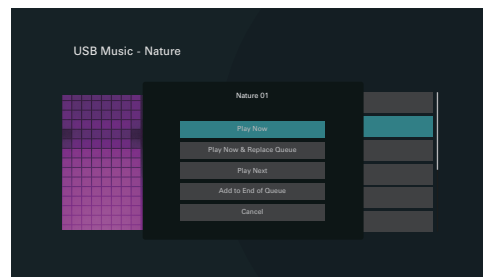 USB Music - Nature
Nature 01
Play Now
Play Now & Replace Queue
Play Next
Add to End of Queue
Cancel